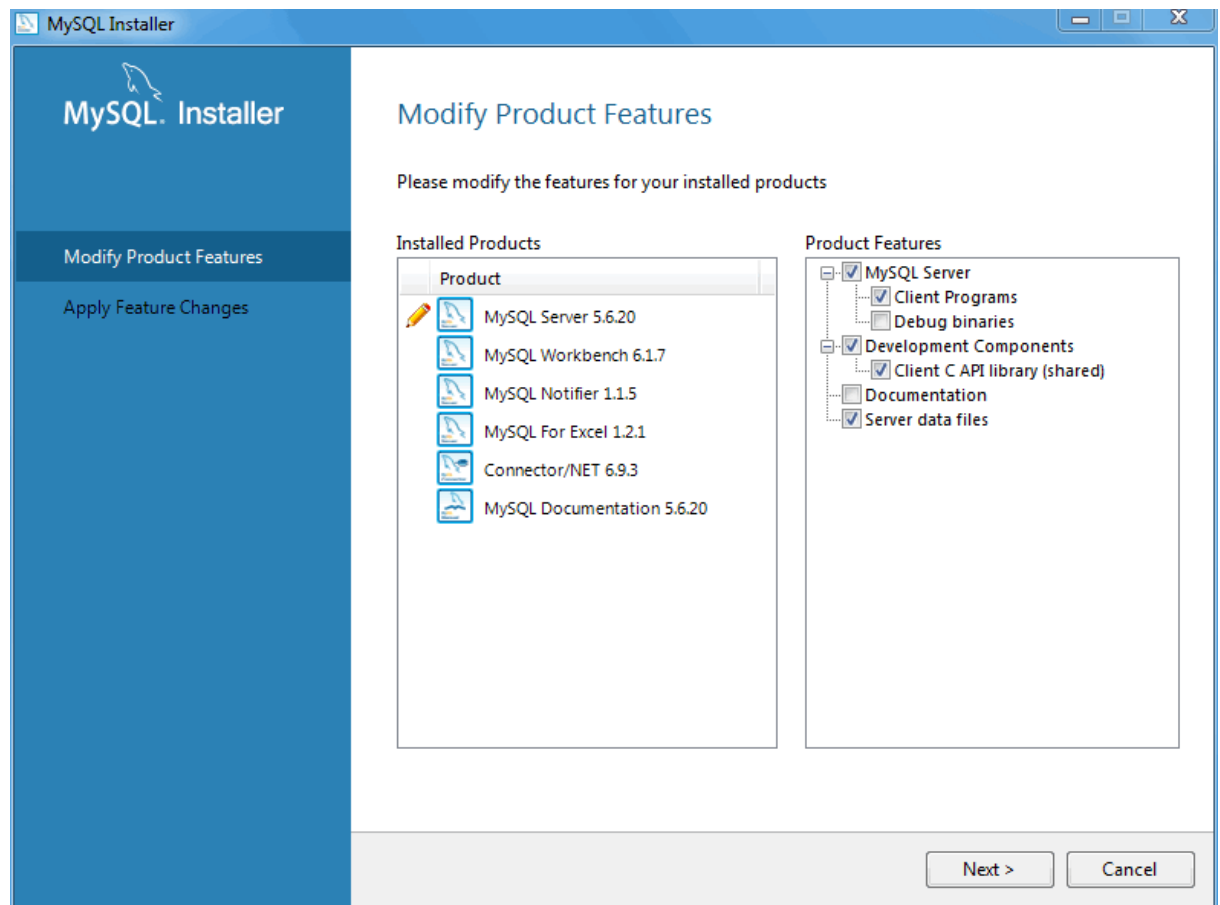 MySQL Installer
MySQL. Installer
Modify Product Features
Apply Feature Changes
Modify Product Features
Please modify the features for your installed products
Installed Products
Product
MySQL Server 5.6.20
MySQL Workbench 6.1.7
MySQL Notifier 1.1.5
MySQL For Excel 1.2.1
Connector/NET 6.9.3
MySQL Documentation 5.6.20
Product Features
MySQL Server
Client Programs
Debug binaries
Development Components
Client C API library (shared)
Documentation
Server data files
Next >
Cancel